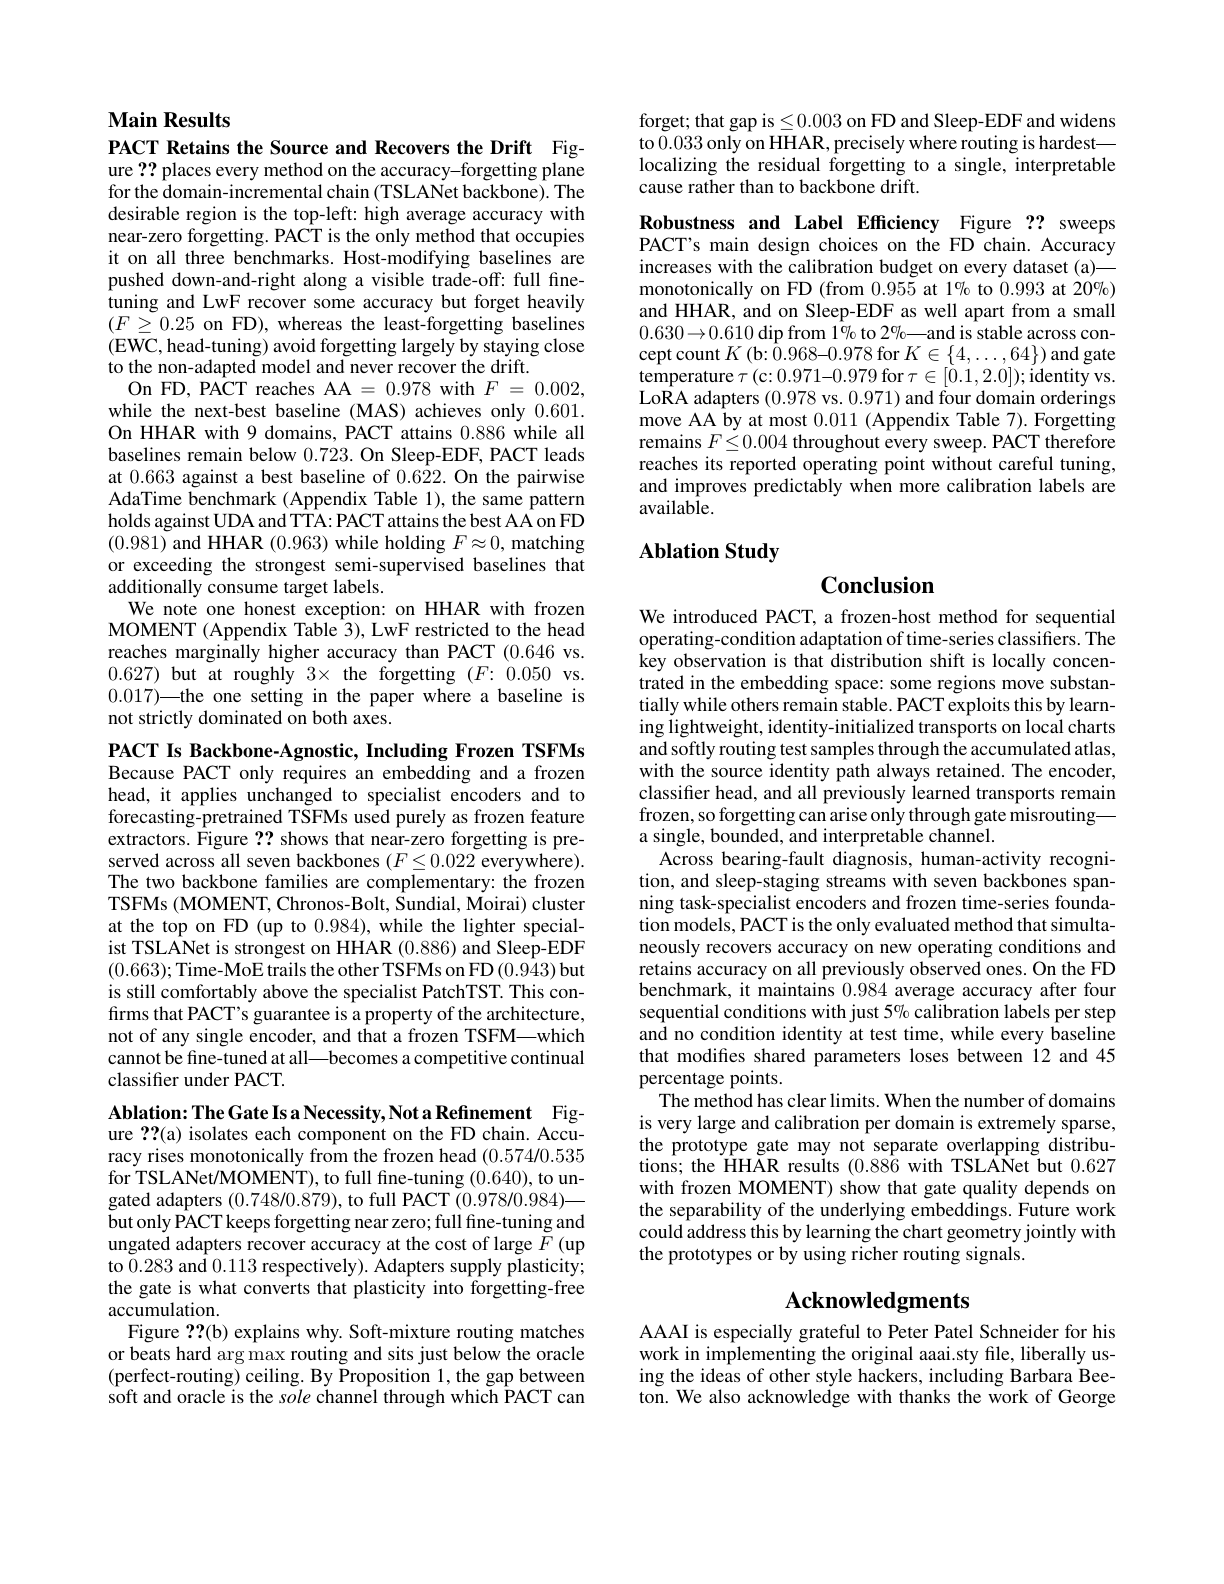 Main Results
PACT Retains the Source and Recovers the Drift Fig-
ure ?? places every method on the accuracy–forgetting plane
for the domain-incremental chain (TSLANet backbone). The
desirable region is the top-left: high average accuracy with
near-zero forgetting. PACT is the only method that occupies
it on all three benchmarks. Host-modifying baselines are
pushed down-and-right along a visible trade-off: full fine-
tuning and LwF recover some accuracy but forget heavily
(F ≥ 0.25 on FD), whereas the least-forgetting baselines
(EWC, head-tuning) avoid forgetting largely by staying close
to the non-adapted model and never recover the drift.
On FD, PACT reaches AA = 0.978 with F = 0.002,
while the next-best baseline (MAS) achieves only 0.601.
On HHAR with 9 domains, PACT attains 0.886 while all
baselines remain below 0.723. On Sleep-EDF, PACT leads
at 0.663 against a best baseline of 0.622. On the pairwise
AdaTime benchmark (Appendix Table 1), the same pattern
holds against UDA and TTA: PACT attains the best AA on FD
(0.981) and HHAR (0.963) while holding F ≈ 0, matching
or exceeding the strongest semi-supervised baselines that
additionally consume target labels.
We note one honest exception: on HHAR with frozen
MOMENT (Appendix Table 3), LwF restricted to the head
reaches marginally higher accuracy than PACT (0.646 vs.
0.627) but at roughly 3× the forgetting (F: 0.050 vs.
0.017)—the one setting in the paper where a baseline is
not strictly dominated on both axes.
PACT Is Backbone-Agnostic, Including Frozen TSFMs
Because PACT only requires an embedding and a frozen
head, it applies unchanged to specialist encoders and to
forecasting-pretrained TSFMs used purely as frozen feature
extractors. Figure ?? shows that near-zero forgetting is pre-
served across all seven backbones (F ≤ 0.022 everywhere).
The two backbone families are complementary: the frozen
TSFMs (MOMENT, Chronos-Bolt, Sundial, Moirai) cluster
at the top on FD (up to 0.984), while the lighter special-
ist TSLANet is strongest on HHAR (0.886) and Sleep-EDF
(0.663); Time-MoE trails the other TSFMs on FD (0.943) but
is still comfortably above the specialist PatchTST. This con-
firms that PACT's guarantee is a property of the architecture,
not of any single encoder, and that a frozen TSFM—which
cannot be fine-tuned at all—becomes a competitive continual
classifier under PACT.
Ablation: The Gate Is a Necessity, Not a Refinement Fig-
ure ??(a) isolates each component on the FD chain. Accu-
racy rises monotonically from the frozen head (0.574/0.535
for TSLANet/MOMENT), to full fine-tuning (0.640), to un-
gated adapters (0.748/0.879), to full PACT (0.978/0.984)—
but only PACT keeps forgetting near zero; full fine-tuning and
ungated adapters recover accuracy at the cost of large F (up
to 0.283 and 0.113 respectively). Adapters supply plasticity;
the gate is what converts that plasticity into forgetting-free
accumulation.
Figure ??(b) explains why. Soft-mixture routing matches
or beats hard arg max routing and sits just below the oracle
(perfect-routing) ceiling. By Proposition 1, the gap between
soft and oracle is the sole channel through which PACT can
forget; that gap is ≤ 0.003 on FD and Sleep-EDF and widens
to 0.033 only on HHAR, precisely where routing is hardest—
localizing the residual forgetting to a single, interpretable
cause rather than to backbone drift.
Robustness and Label Efficiency Figure ?? sweeps
PACT's main design choices on the FD chain. Accuracy
increases with the calibration budget on every dataset (a)—
monotonically on FD (from 0.955 at 1% to 0.993 at 20%)
and HHAR, and on Sleep-EDF as well apart from a small
0.630→0.610 dip from 1% to 2%—and is stable across con-
cept count K (b: 0.968–0.978 for K ∈ {4, . . . , 64}) and gate
temperature τ (c: 0.971–0.979 for τ ∈ [0.1, 2.0]); identity vs.
LoRA adapters (0.978 vs. 0.971) and four domain orderings
move AA by at most 0.011 (Appendix Table 7). Forgetting
remains F ≤ 0.004 throughout every sweep. PACT therefore
reaches its reported operating point without careful tuning,
and improves predictably when more calibration labels are
available.
Ablation Study
Conclusion
We introduced PACT, a frozen-host method for sequential
operating-condition adaptation of time-series classifiers. The
key observation is that distribution shift is locally concen-
trated in the embedding space: some regions move substan-
tially while others remain stable. PACT exploits this by learn-
ing lightweight, identity-initialized transports on local charts
and softly routing test samples through the accumulated atlas,
with the source identity path always retained. The encoder,
classifier head, and all previously learned transports remain
frozen, so forgetting can arise only through gate misrouting—
a single, bounded, and interpretable channel.
Across bearing-fault diagnosis, human-activity recogni-
tion, and sleep-staging streams with seven backbones span-
ning task-specialist encoders and frozen time-series founda-
tion models, PACT is the only evaluated method that simulta-
neously recovers accuracy on new operating conditions and
retains accuracy on all previously observed ones. On the FD
benchmark, it maintains 0.984 average accuracy after four
sequential conditions with just 5% calibration labels per step
and no condition identity at test time, while every baseline
that modifies shared parameters loses between 12 and 45
percentage points.
The method has clear limits. When the number of domains
is very large and calibration per domain is extremely sparse,
the prototype gate may not separate overlapping distribu-
tions; the HHAR results (0.886 with TSLANet but 0.627
with frozen MOMENT) show that gate quality depends on
the separability of the underlying embeddings. Future work
could address this by learning the chart geometry jointly with
the prototypes or by using richer routing signals.
Acknowledgments
AAAI is especially grateful to Peter Patel Schneider for his
work in implementing the original aaai.sty file, liberally us-
ing the ideas of other style hackers, including Barbara Bee-
ton. We also acknowledge with thanks the work of George